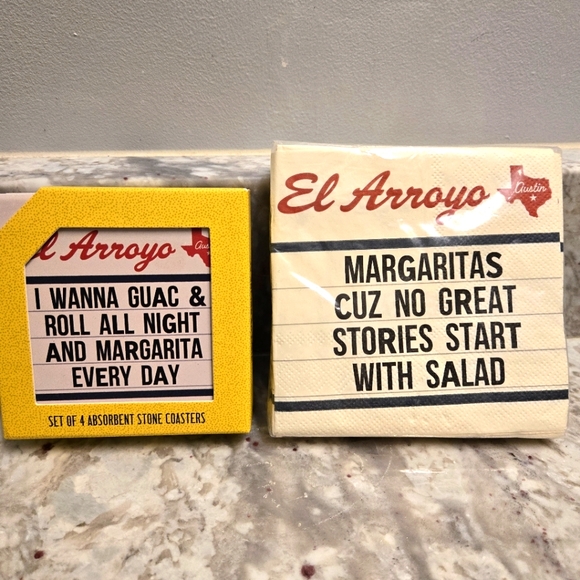 l Arroyo
Aus
I WANNA GUAC &
ROLL ALL NIGHT
AND MARGARITA
EVERY DAY
SET OF 4 ABSORBENT STONE COASTERS
El Arroyo
Austin
MARGARITAS
CUZ NO GREAT
STORIES START
WITH SALAD